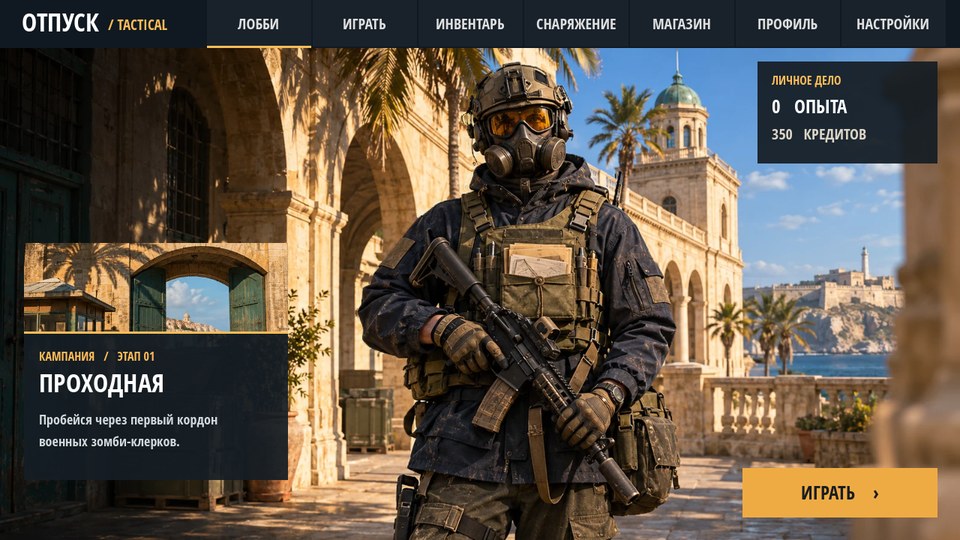 ОТПУСК / TACTICAL
ЛОББИ
ИГРАТЬ
ИНВЕНТАРЬ
СНАРЯЖЕНИЕ
МАГАЗИН
ПРОФИЛЬ
НАСТРОЙКИ
ЛИЧНОЕ ДЕЛО
0 ОПЫТА
350 КРЕДИТОВ
КАМПАНИЯ / ЭТАП 01
ПРОХОДНАЯ
Пробейся через первый кордон
военных зомби-клерков.
ИГРАТЬ ›